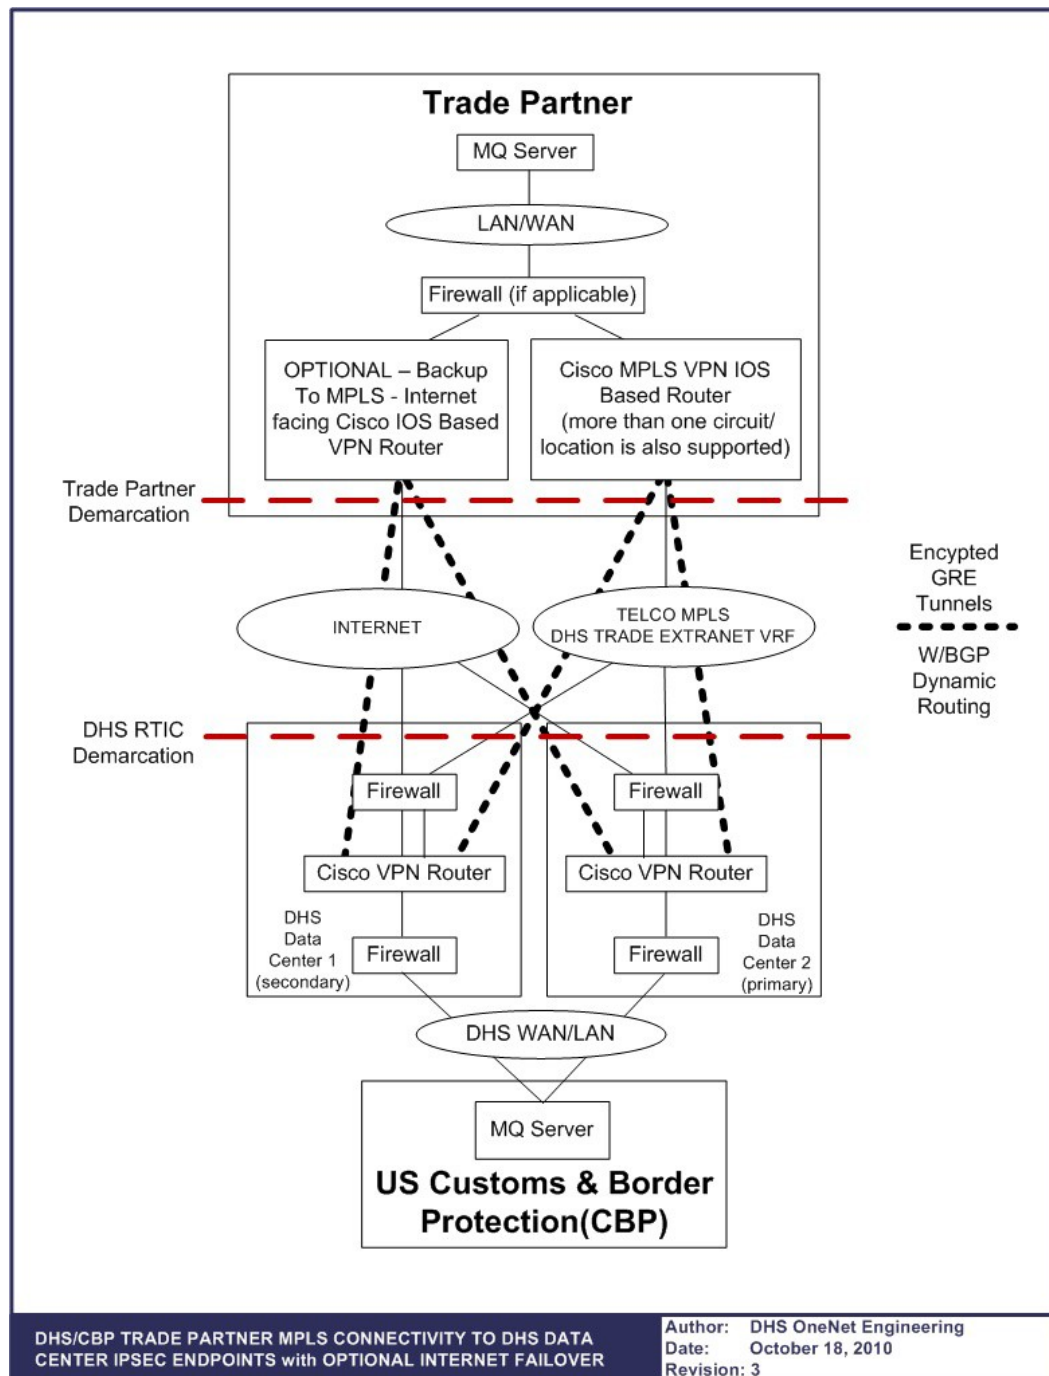 Trade Partner
MQ Server
LAN/WAN
Firewall (if applicable)
OPTIONAL – Backup
To MPLS - Internet
facing Cisco IOS Based
VPN Router
Cisco MPLS VPN IOS
Based Router
(more than one circuit/
location is also supported)
Trade Partner
Demarcation
Encypted
GRE
Tunnels
W/BGP
Dynamic
Routing
INTERNET
TELCO MPLS
DHS TRADE EXTRANET VRF
DHS RTIC
Demarcation
Firewall
Firewall
Cisco VPN Router
Cisco VPN Router
DHS
Data
Center 1
(secondary)
Firewall
Firewall
DHS
Data
Center 2
(primary)
DHS WAN/LAN
MQ Server
US Customs & Border
Protection(CBP)
DHS/CBP TRADE PARTNER MPLS CONNECTIVITY TO DHS DATA
CENTER IPSEC ENDPOINTS with OPTIONAL INTERNET FAILOVER
Author: DHS OneNet Engineering
Date: October 18, 2010
Revision: 3